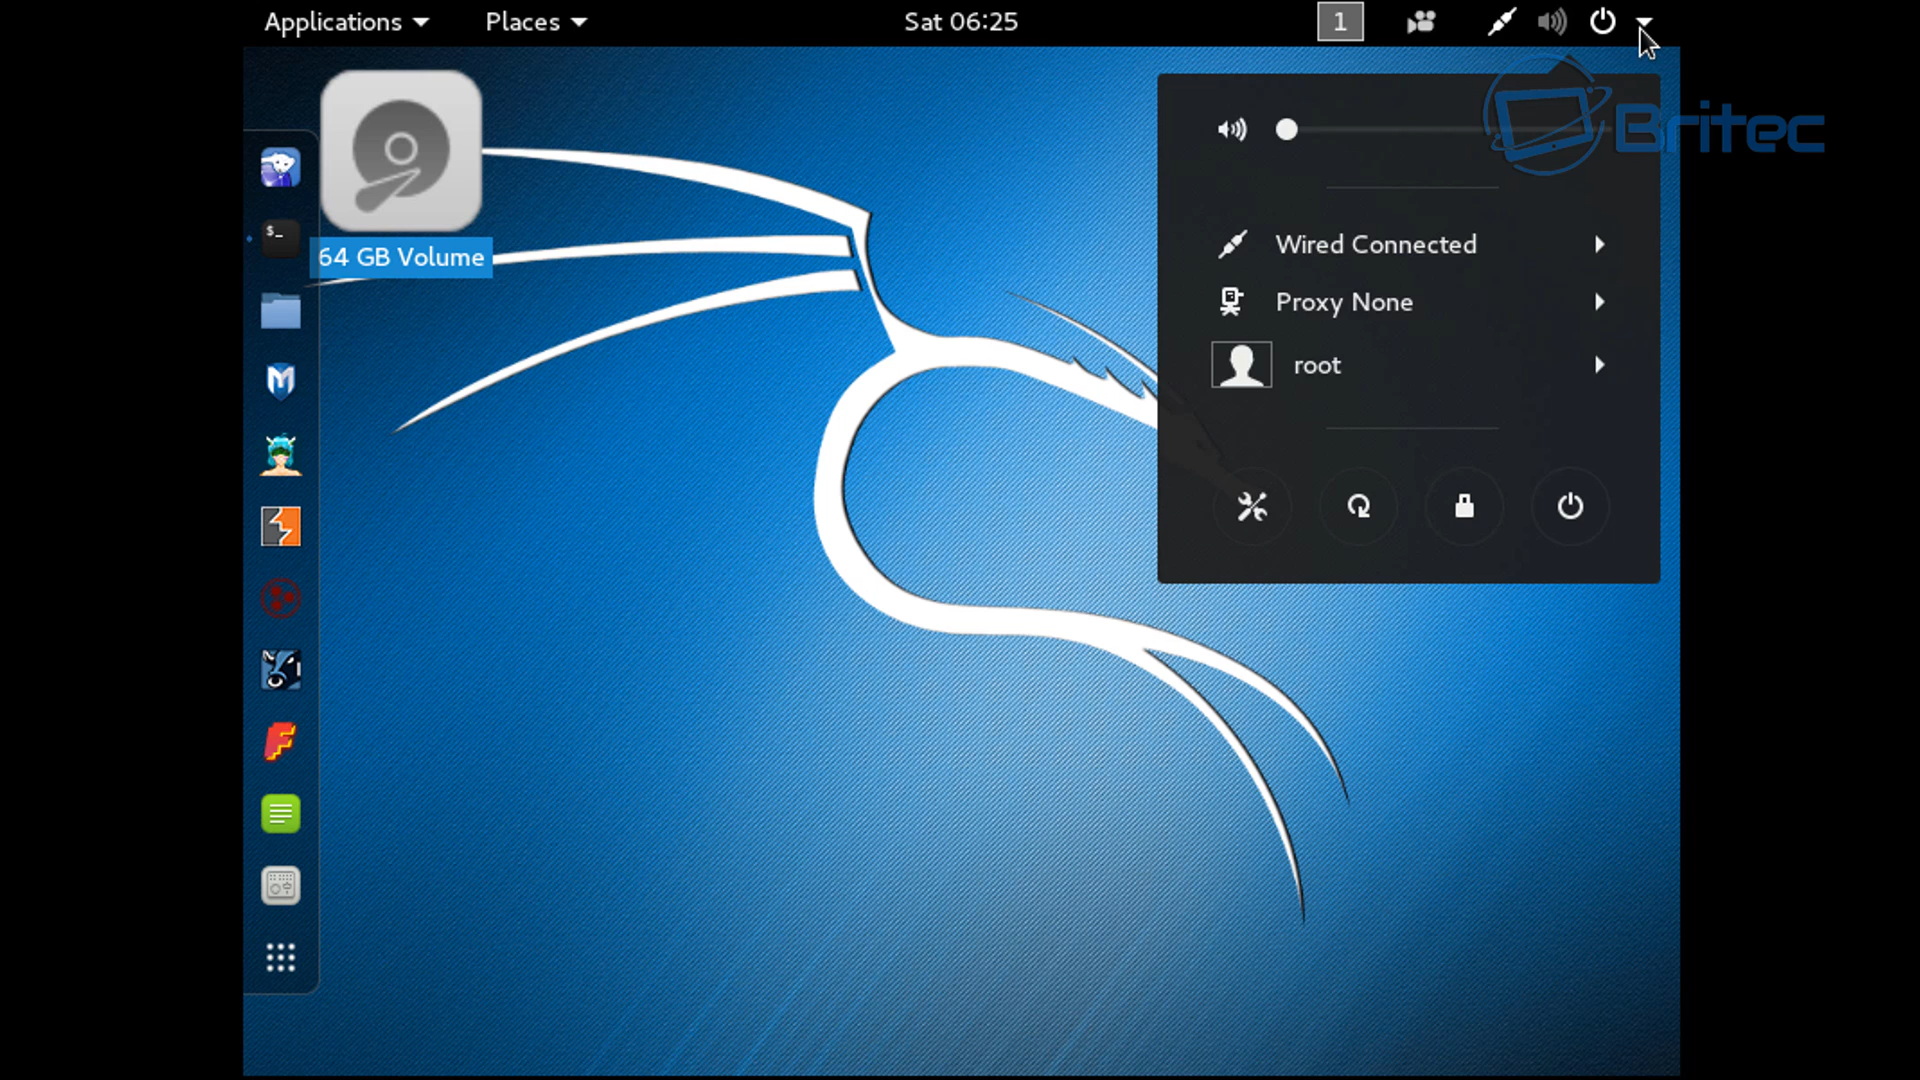 Applications Places Sat 06:25 1
Britec
64 GB Volume
$_
Wired Connected
Proxy None
root